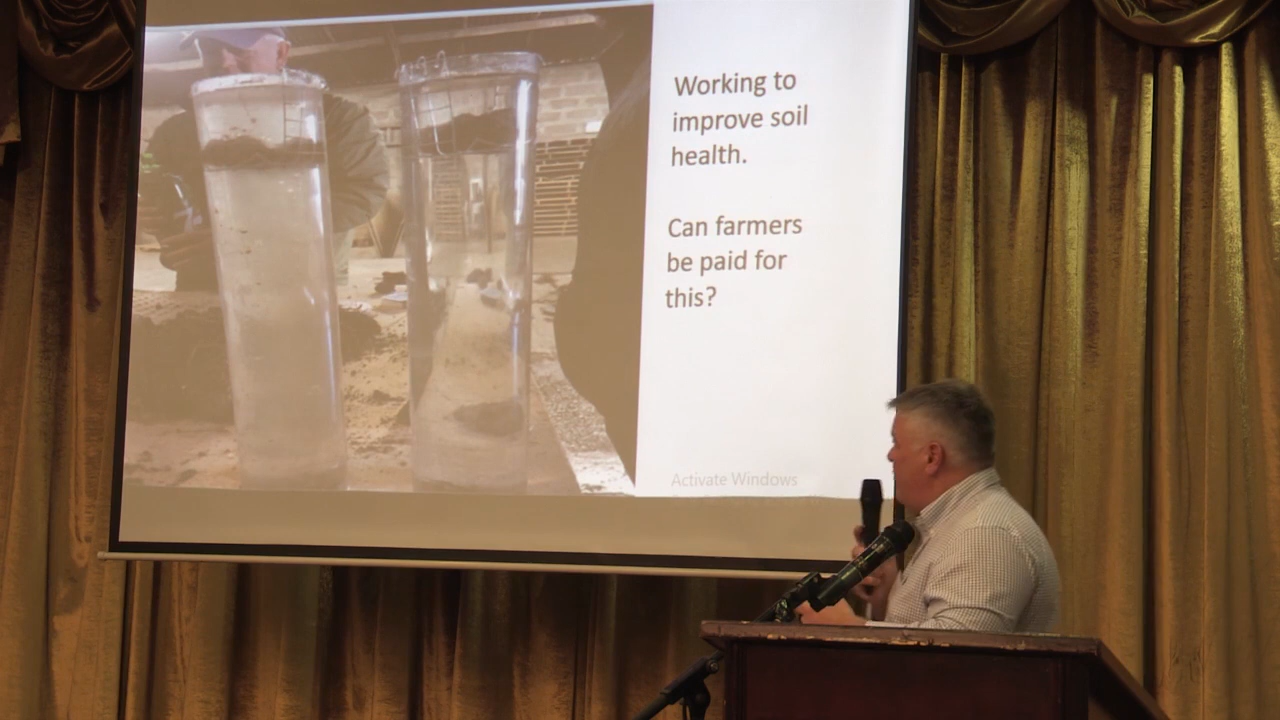 Working to
improve soil
health.
Can farmers
be paid for
this?
Activate Windows